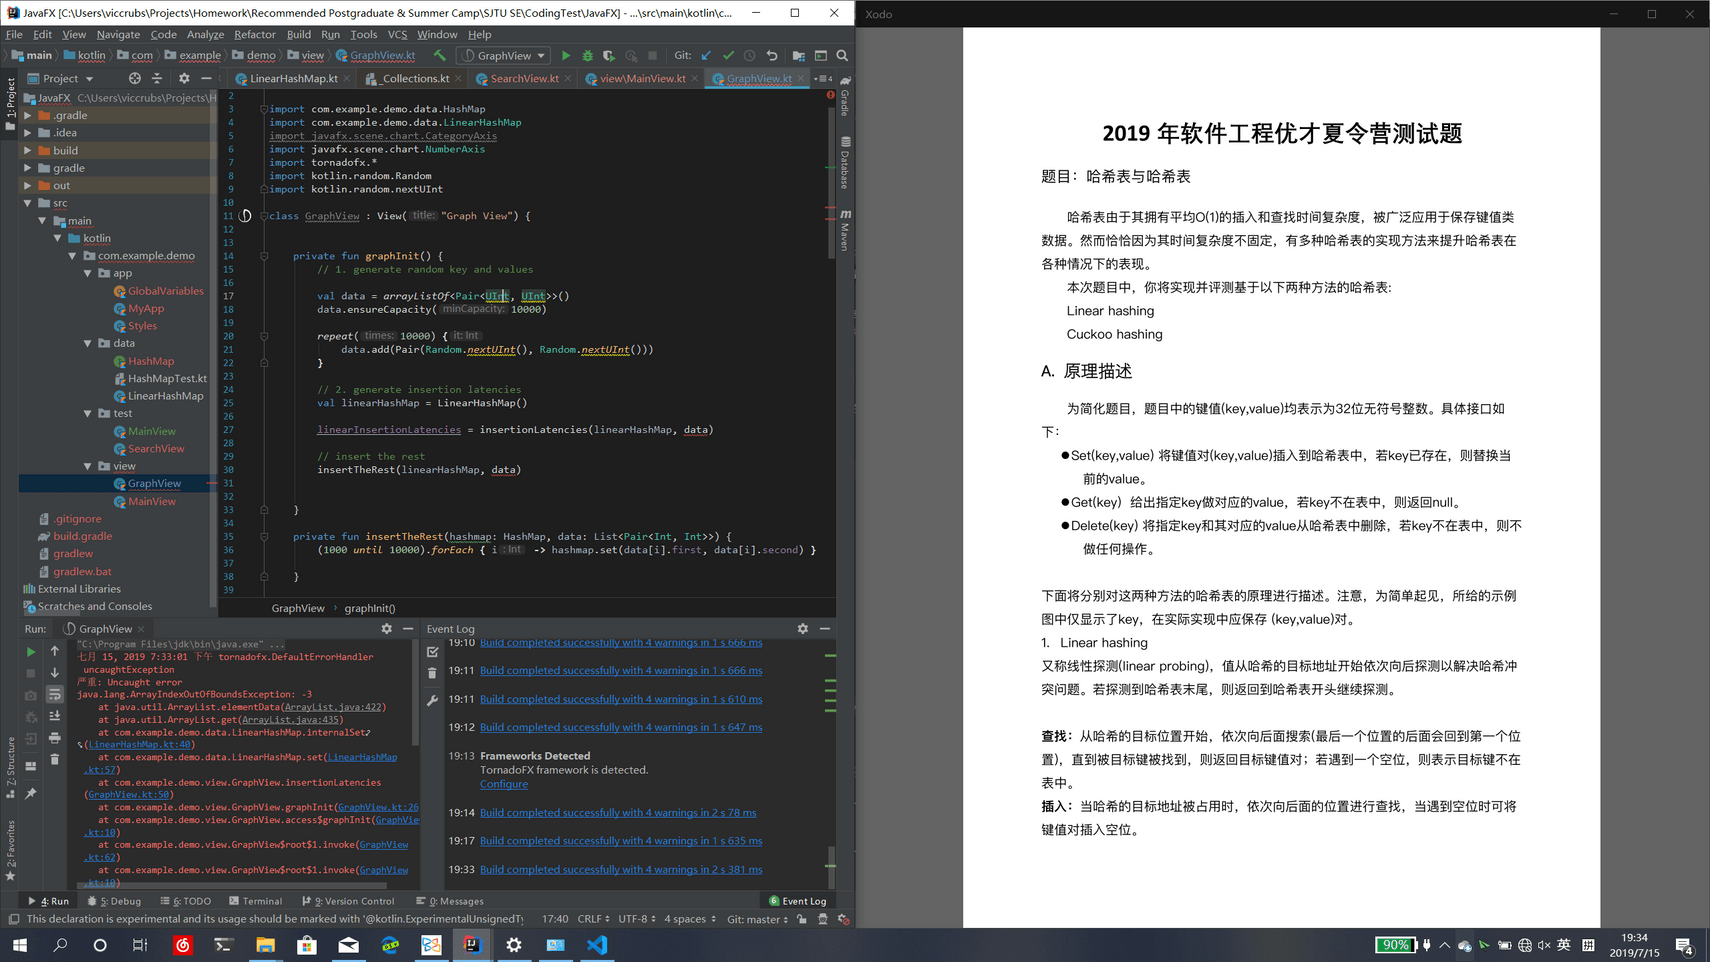 JavaFX [C:\Users\viccrubs\Projects\Homework\Recommended Postgraduate & Summer Camp\SJTU SE\CodingTest\JavaFX] - ...\src\main\kotlin\c...
File Edit View Navigate Code Analyze Refactor Build Run Tools VCS Window Help
main kotlin com example demo view GraphView.kt GraphView Git:
Project LinearHashMap.kt _Collections.kt SearchView.kt view\MainView.kt GraphView.kt
JavaFX C:\Users\viccrubs\Projects\H
.gradle
.idea
build
gradle
out
src
main
kotlin
com.example.demo
app
GlobalVariables
MyApp
Styles
data
HashMap
HashMapTest.kt
LinearHashMap
test
MainView
SearchView
view
GraphView
MainView
.gitignore
build.gradle
gradlew
gradlew.bat
External Libraries
Scratches and Consoles
1: Project
Z: Structure
2: Favorites
Gradle
Database
Maven
2
3 import com.example.demo.data.HashMap
4 import com.example.demo.data.LinearHashMap
5 import javafx.scene.chart.CategoryAxis
6 import javafx.scene.chart.NumberAxis
7 import tornadofx.*
8 import kotlin.random.Random
9 import kotlin.random.nextUInt
10
11 class GraphView : View( title: "Graph View") {
12
13
14 private fun graphInit() {
15 // 1. generate random key and values
16
17 val data = arrayListOf<Pair<UInt, UInt>>()
18 data.ensureCapacity( minCapacity: 10000)
19
20 repeat( times: 10000) { it: Int
21 data.add(Pair(Random.nextUInt(), Random.nextUInt()))
22 }
23
24 // 2. generate insertion latencies
25 val linearHashMap = LinearHashMap()
26
27 linearInsertionLatencies = insertionLatencies(linearHashMap, data)
28
29 // insert the rest
30 insertTheRest(linearHashMap, data)
31
32
33 }
34
35 private fun insertTheRest(hashmap: HashMap, data: List<Pair<Int, Int>>) {
36 (1000 until 10000).forEach { i : Int -> hashmap.set(data[i].first, data[i].second) }
37
38 }
39
GraphView › graphInit()
Run: GraphView
"C:\Program Files\jdk\bin\java.exe" ...
七月 15, 2019 7:33:01 下午 tornadofx.DefaultErrorHandler
uncaughtException
严重: Uncaught error
java.lang.ArrayIndexOutOfBoundsException: -3
at java.util.ArrayList.elementData(ArrayList.java:422)
at java.util.ArrayList.get(ArrayList.java:435)
at com.example.demo.data.LinearHashMap.internalSet
(LinearHashMap.kt:40)
at com.example.demo.data.LinearHashMap.set(LinearHashMap
.kt:57)
at com.example.demo.view.GraphView.insertionLatencies
(GraphView.kt:50)
at com.example.demo.view.GraphView.graphInit(GraphView.kt:26
at com.example.demo.view.GraphView.access$graphInit(GraphVie
.kt:10)
at com.example.demo.view.GraphView$root$1.invoke(GraphView
.kt:62)
at com.example.demo.view.GraphView$root$1.invoke(GraphView
.kt:10)
Event Log
19:10 Build completed successfully with 4 warnings in 1 s 666 ms
19:11 Build completed successfully with 4 warnings in 1 s 666 ms
19:11 Build completed successfully with 4 warnings in 1 s 610 ms
19:12 Build completed successfully with 4 warnings in 1 s 647 ms
19:13 Frameworks Detected
TornadoFX framework is detected.
Configure
19:14 Build completed successfully with 4 warnings in 2 s 78 ms
19:17 Build completed successfully with 4 warnings in 1 s 635 ms
19:33 Build completed successfully with 4 warnings in 2 s 381 ms
4: Run 5: Debug 6: TODO Terminal 9: Version Control 0: Messages 6 Event Log
This declaration is experimental and its usage should be marked with '@kotlin.ExperimentalUnsignedTy 17:40 CRLF UTF-8 4 spaces Git: master
Xodo
2019 年软件工程优才夏令营测试题
题目：哈希表与哈希表
哈希表由于其拥有平均O(1)的插入和查找时间复杂度，被广泛应用于保存键值类
数据。然而恰恰因为其时间复杂度不固定，有多种哈希表的实现方法来提升哈希表在
各种情况下的表现。
本次题目中，你将实现并评测基于以下两种方法的哈希表:
Linear hashing
Cuckoo hashing
A. 原理描述
为简化题目，题目中的键值(key,value)均表示为32位无符号整数。具体接口如
下：
●Set(key,value) 将键值对(key,value)插入到哈希表中，若key已存在，则替换当
前的value。
●Get(key) 给出指定key做对应的value，若key不在表中，则返回null。
●Delete(key) 将指定key和其对应的value从哈希表中删除，若key不在表中，则不
做任何操作。
下面将分别对这两种方法的哈希表的原理进行描述。注意，为简单起见，所给的示例
图中仅显示了key，在实际实现中应保存 (key,value)对。
1. Linear hashing
又称线性探测(linear probing)，值从哈希的目标地址开始依次向后探测以解决哈希冲
突问题。若探测到哈希表末尾，则返回到哈希表开头继续探测。
查找：从哈希的目标位置开始，依次向后面搜索(最后一个位置的后面会回到第一个位
置)，直到被目标键被找到，则返回目标键值对；若遇到一个空位，则表示目标键不在
表中。
插入：当哈希的目标地址被占用时，依次向后面的位置进行查找，当遇到空位时可将
键值对插入空位。
90% 英 拼 19:34
2019/7/15 4